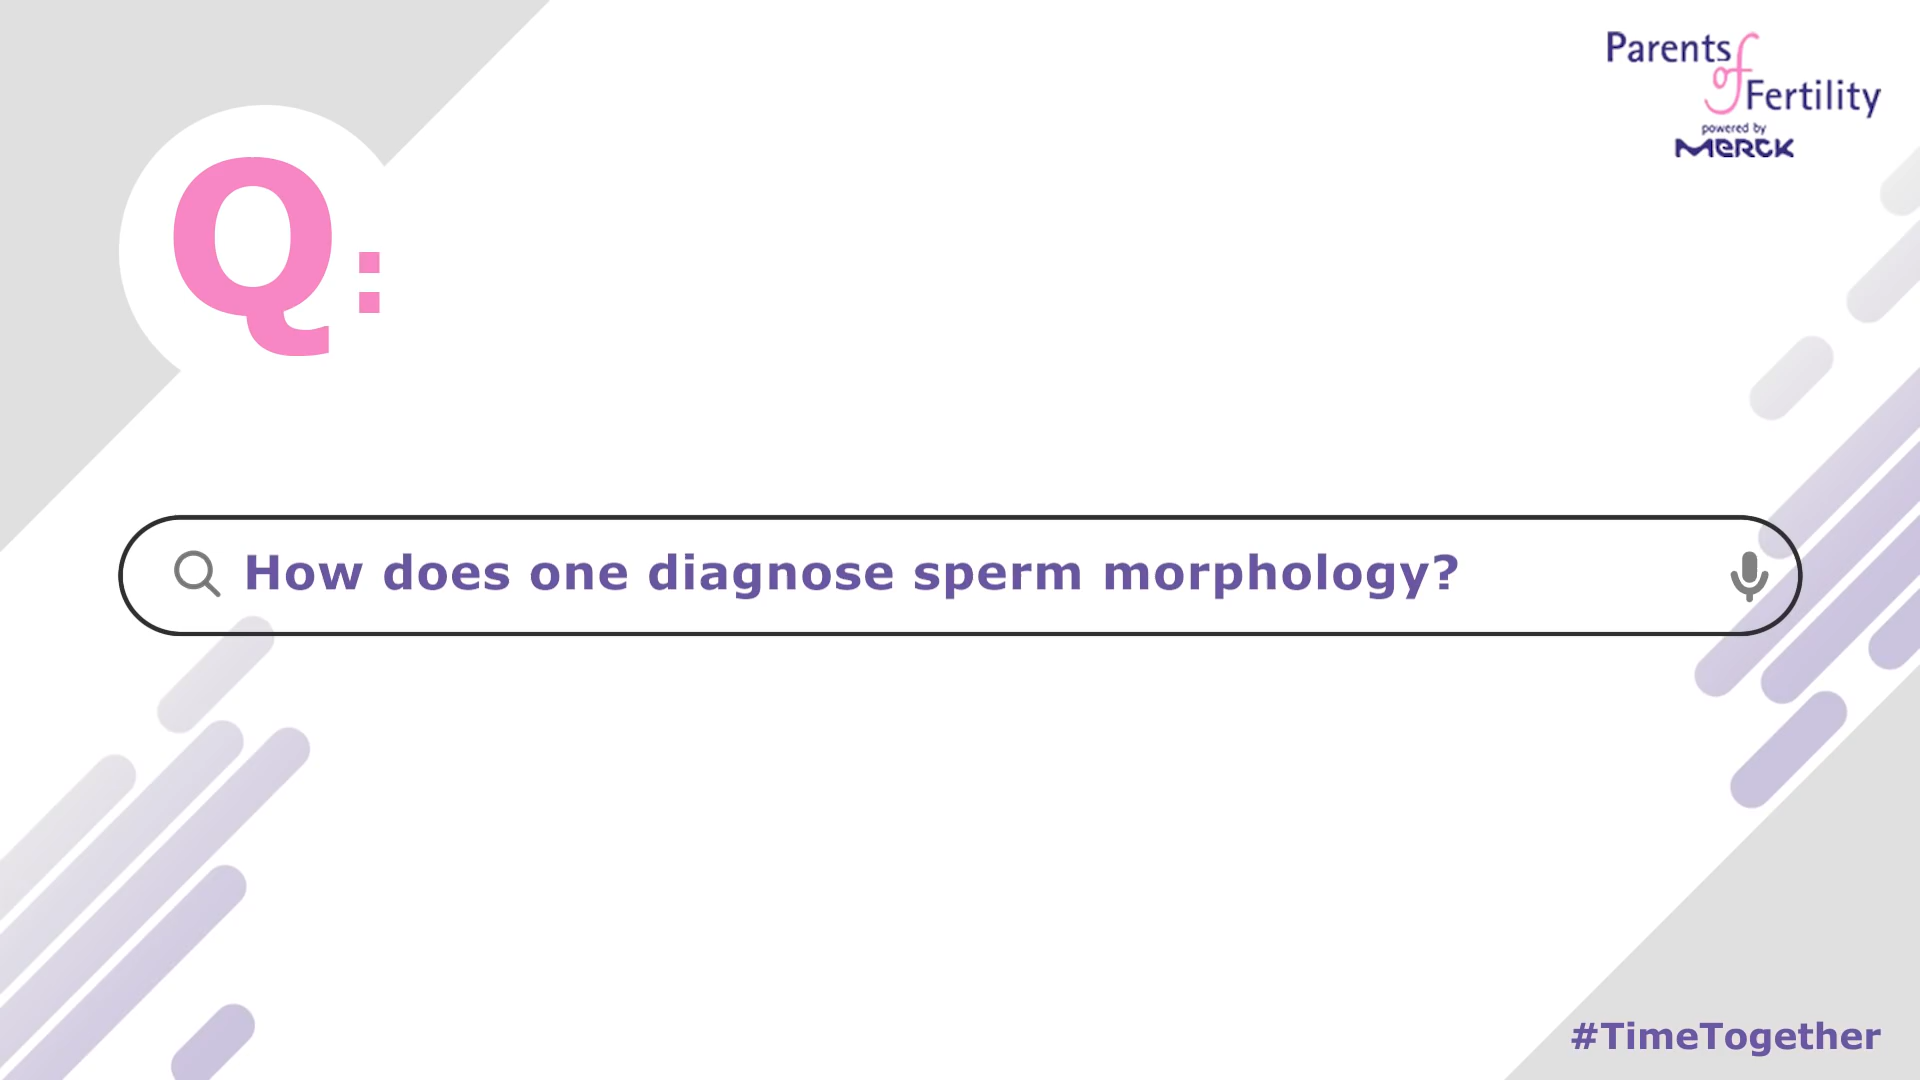 Parents
of
Fertility
powered by
MERCK
Q:
How does one diagnose sperm morphology?
#TimeTogether